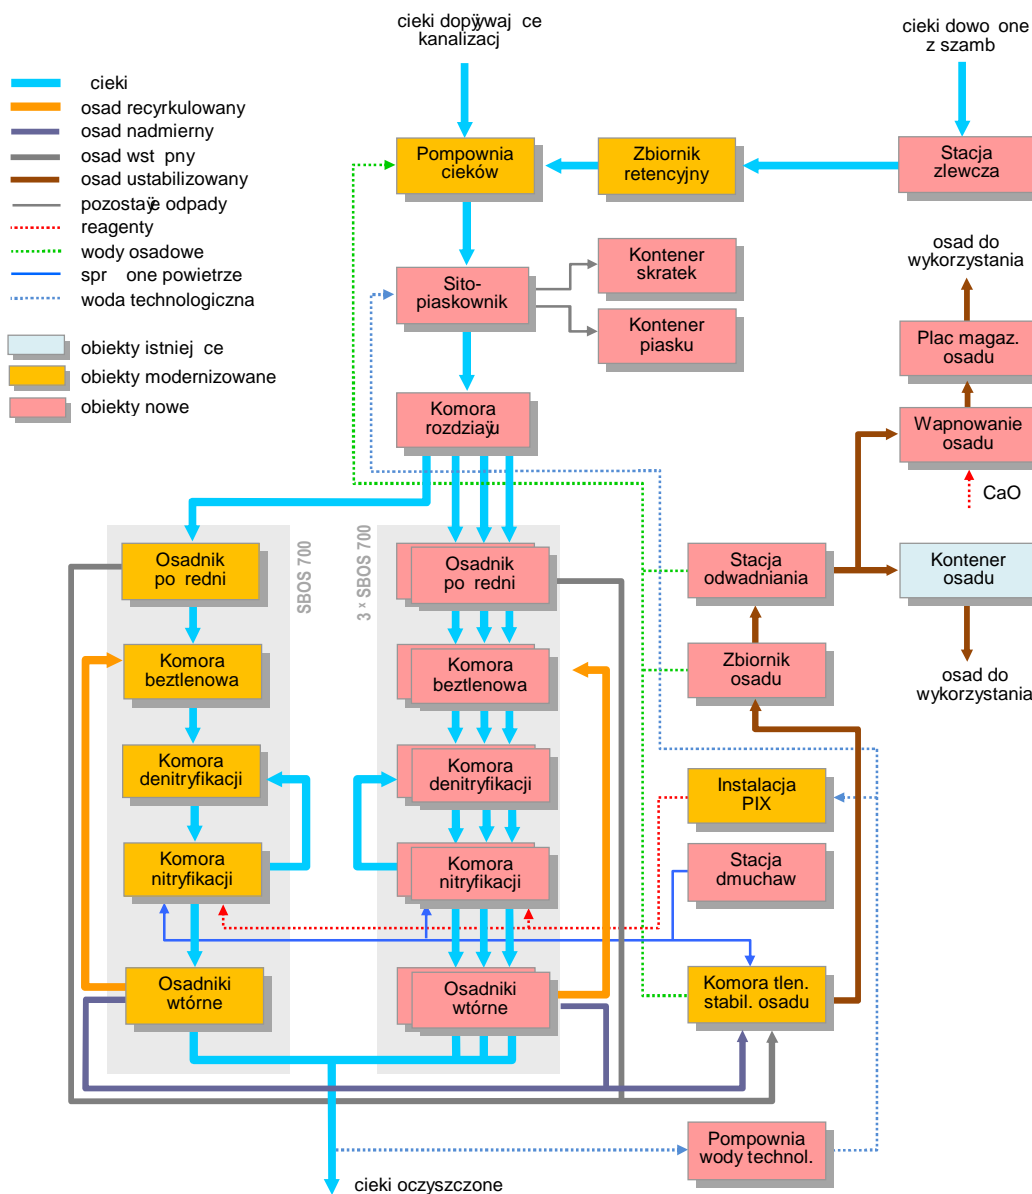 cieki dopływaj ce
kanalizacj
cieki dowo one
z szamb
cieki
osad recyrkulowany
osad nadmierny
osad wst pny
osad ustabilizowany
pozostałe odpady
reagenty
wody osadowe
spr one powietrze
woda technologiczna
obiekty istniej ce
obiekty modernizowane
obiekty nowe
Pompownia
cieków
Zbiornik
retencyjny
Stacja
zlewcza
Sito-
piaskownik
Kontener
skratek
Kontener
piasku
osad do
wykorzystania
Plac magaz.
osadu
Komora
rozdziału
Wapnowanie
osadu
CaO
SBOS 700
3 x SBOS 700
Osadnik
po redni
Osadnik
po redni
Stacja
odwadniania
Kontener
osadu
Komora
beztlenowa
Komora
beztlenowa
Zbiornik
osadu
osad do
wykorzystania
Komora
denitryfikacji
Komora
denitryfikacji
Instalacja
PIX
Komora
nitryfikacji
Komora
nitryfikacji
Stacja
dmuchaw
Osadniki
wtórne
Osadniki
wtórne
Komora tlen.
stabil. osadu
Pompownia
wody technol.
cieki oczyszczone